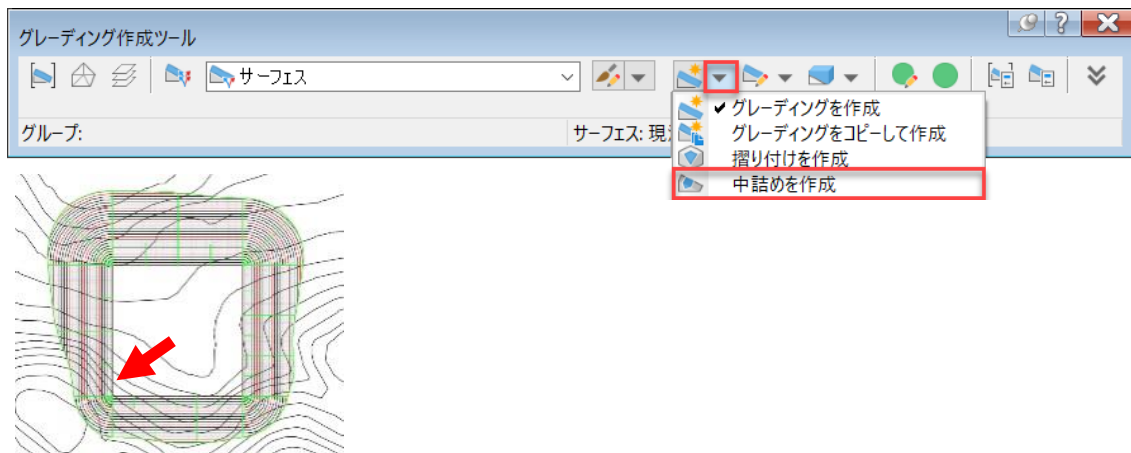 グレーディング作成ツール
サーフェス
グループ:
サーフェス: 現
グレーディングを作成
グレーディングをコピーして作成
摺り付けを作成
中詰めを作成